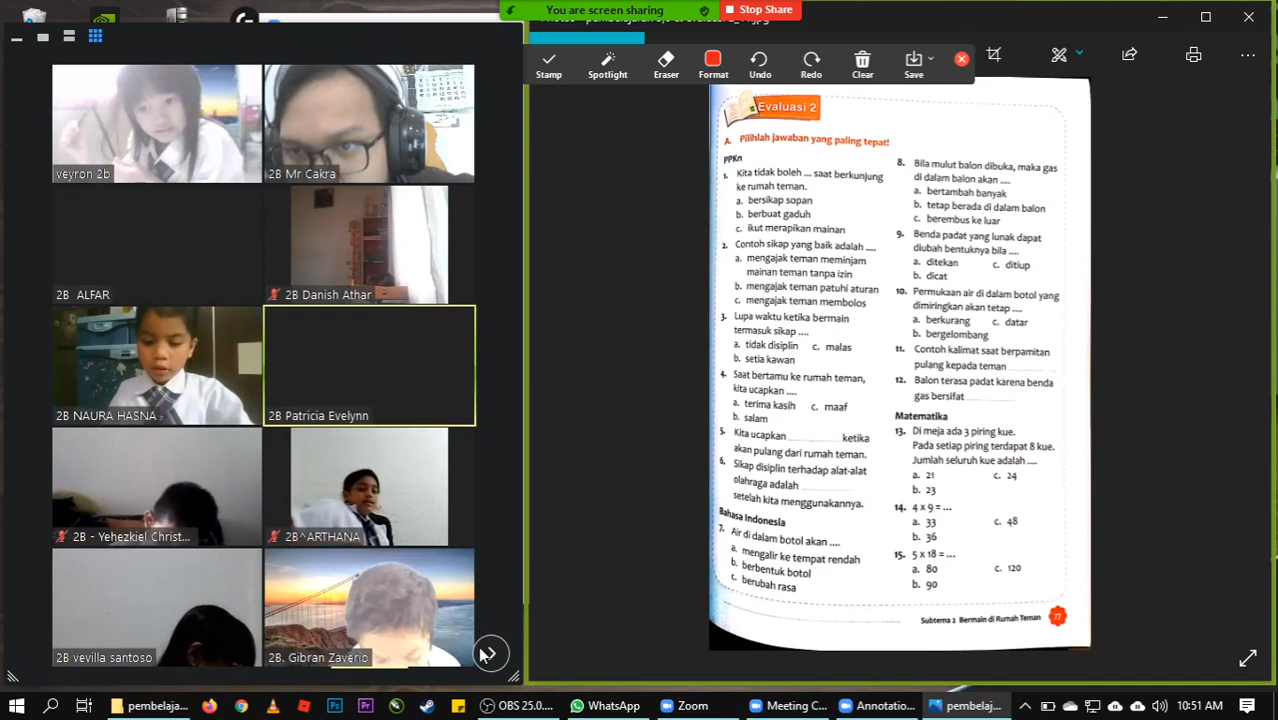 You are screen sharing
Stop Share
Stamp
Spotlight
Eraser
Format
Undo
Redo
Clear
Save
veyron 2b
2B Mr Cakra
2B ALFAR
2B Danish Athar
2B NAURA HASNA
2B Patricia Evelynn
2B - Yehezkiel Christ...
2B^ARTHANA
2B vevilla santoso
2B. Gibran Zaverio
Evaluasi 2
A. Pilihlah jawaban yang paling tepat!
PPKn
1. Kita tidak boleh ... saat berkunjung
ke rumah teman.
a. bersikap sopan
b. berbuat gaduh
c. ikut merapikan mainan
2. Contoh sikap yang baik adalah ....
a. mengajak teman meminjam
mainan teman tanpa izin
b. mengajak teman patuhi aturan
c. mengajak teman membolos
3. Lupa waktu ketika bermain
termasuk sikap ....
a. tidak disiplin c. malas
b. setia kawan
4. Saat bertamu ke rumah teman,
kita ucapkan ....
a. terima kasih c. maaf
b. salam
5. Kita ucapkan ketika
akan pulang dari rumah teman.
6. Sikap disiplin terhadap alat-alat
olahraga adalah
setelah kita menggunakannya.
Bahasa Indonesia
7. Air di dalam botol akan ....
a. mengalir ke tempat rendah
b. berbentuk botol
c. berubah rasa
8. Bila mulut balon dibuka, maka gas
di dalam balon akan ....
a. bertambah banyak
b. tetap berada di dalam balon
c. berembus ke luar
9. Benda padat yang lunak dapat
diubah bentuknya bila ....
a. ditekan c. ditiup
b. dicat
10. Permukaan air di dalam botol yang
dimiringkan akan tetap ....
a. berkurang c. datar
b. bergelombang
11. Contoh kalimat saat berpamitan
pulang kepada teman
12. Balon terasa padat karena benda
gas bersifat
Matematika
13. Di meja ada 3 piring kue.
Pada setiap piring terdapat 8 kue.
Jumlah seluruh kue adalah ....
a. 21 c. 24
b. 23
14. 4 x 9 = ...
a. 33 c. 48
b. 36
15. 5 x 18 = ...
a. 80 c. 120
b. 90
Subtema 2 Bermain di Rumah Teman 77
pembelaja...
OBS 25.0....
WhatsApp
Zoom
Meeting C...
Annotatio...
pembelaj...
10:51 AM